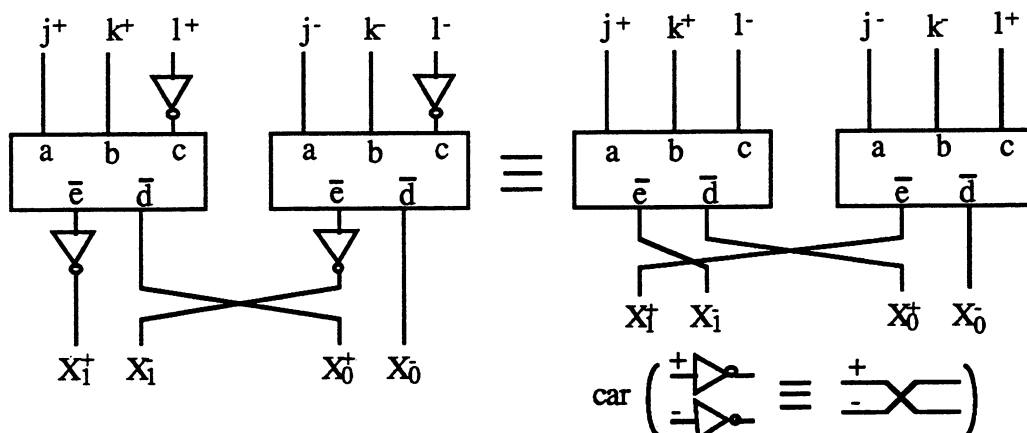 j⁺ k⁺ l⁺ j⁻ k⁻ l⁻ j⁺ k⁺ l⁻ j⁻ k⁻ l⁺
a b c a b c ≡ a b c a b c
e̅ d̅ e̅ d̅ e̅ d̅ e̅ d̅
X₁⁺ X₁⁻ X₀⁺ X₀⁻ X₁⁺ X₁⁻ X₀⁺ X₀⁻
car ( + ≡ + )
- -